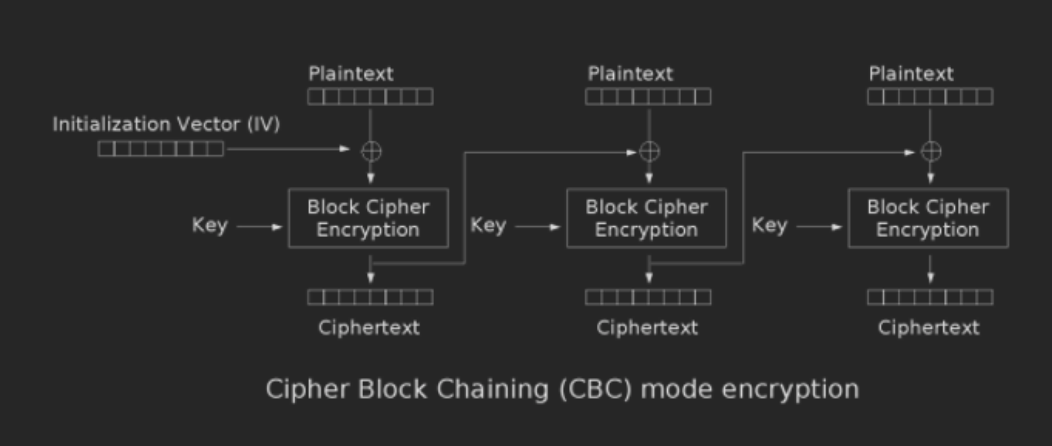 Plaintext
Plaintext
Plaintext
Initialization Vector (IV)
Key
Block Cipher
Encryption
Key
Block Cipher
Encryption
Key
Block Cipher
Encryption
Ciphertext
Ciphertext
Ciphertext
Cipher Block Chaining (CBC) mode encryption